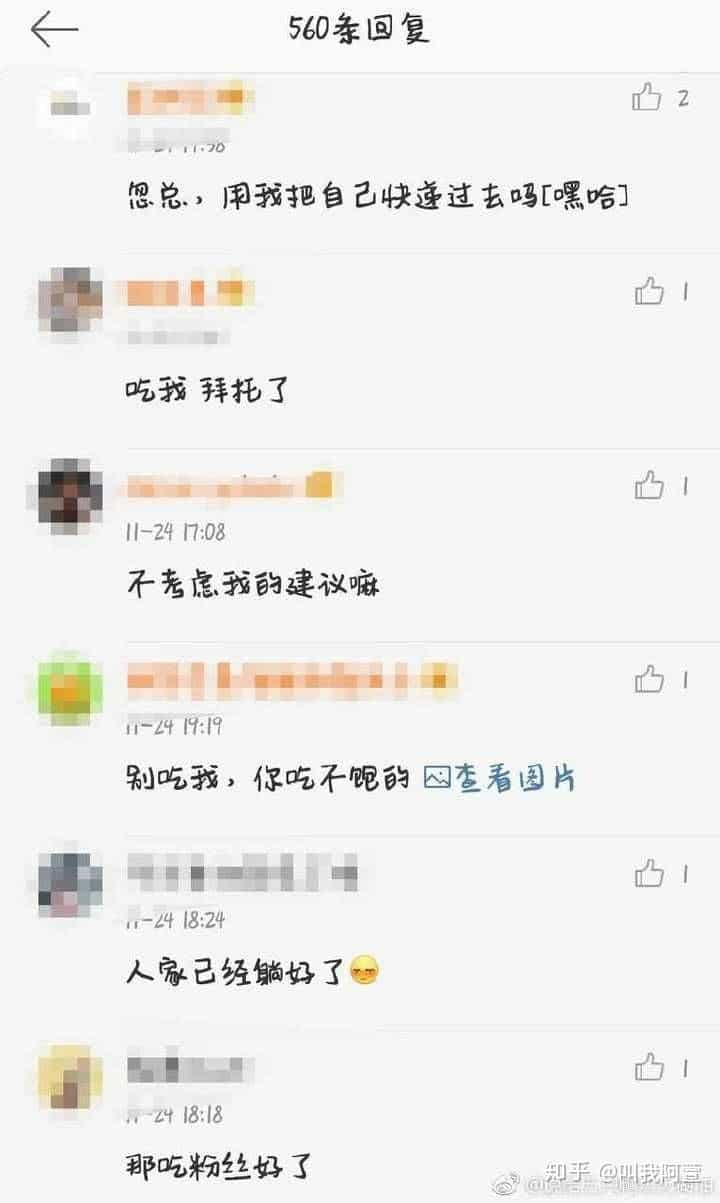 560条回复
2
忽总，用我把自己快递过去吗[嘿哈]
1
吃我 拜托了
1
11-24 17:08
不考虑我的建议嘛
1
11-24 19:19
别吃我，你吃不饱的 查看图片
1
11-24 18:24
人家已经躺好了
1
11-24 18:18
那吃粉丝好了
知乎 @叫我阿萱